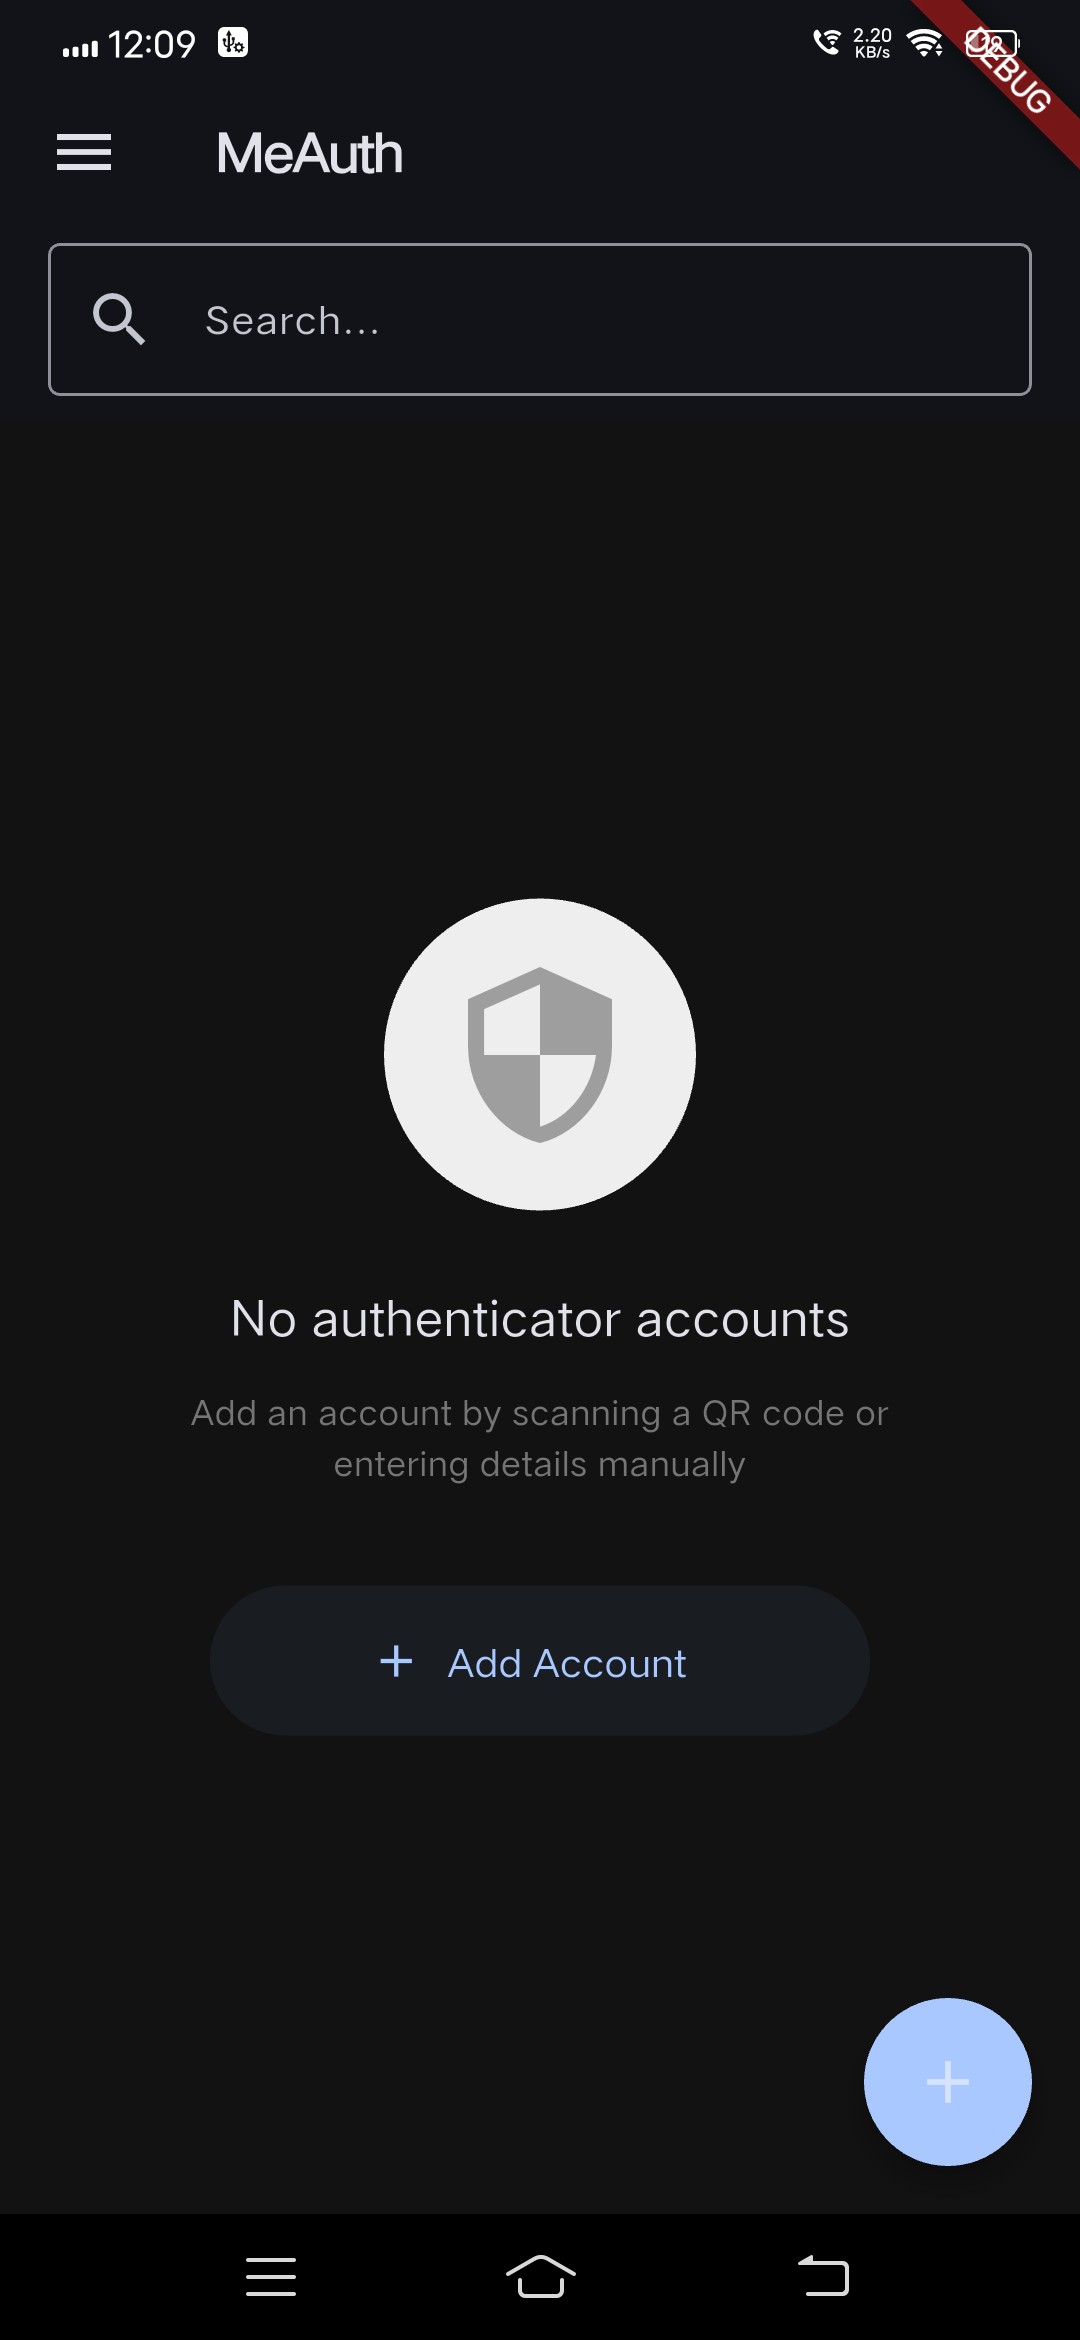 12:09
2.20
KB/s
DEBUG
MeAuth
Search...
No authenticator accounts
Add an account by scanning a QR code or
entering details manually
+ Add Account